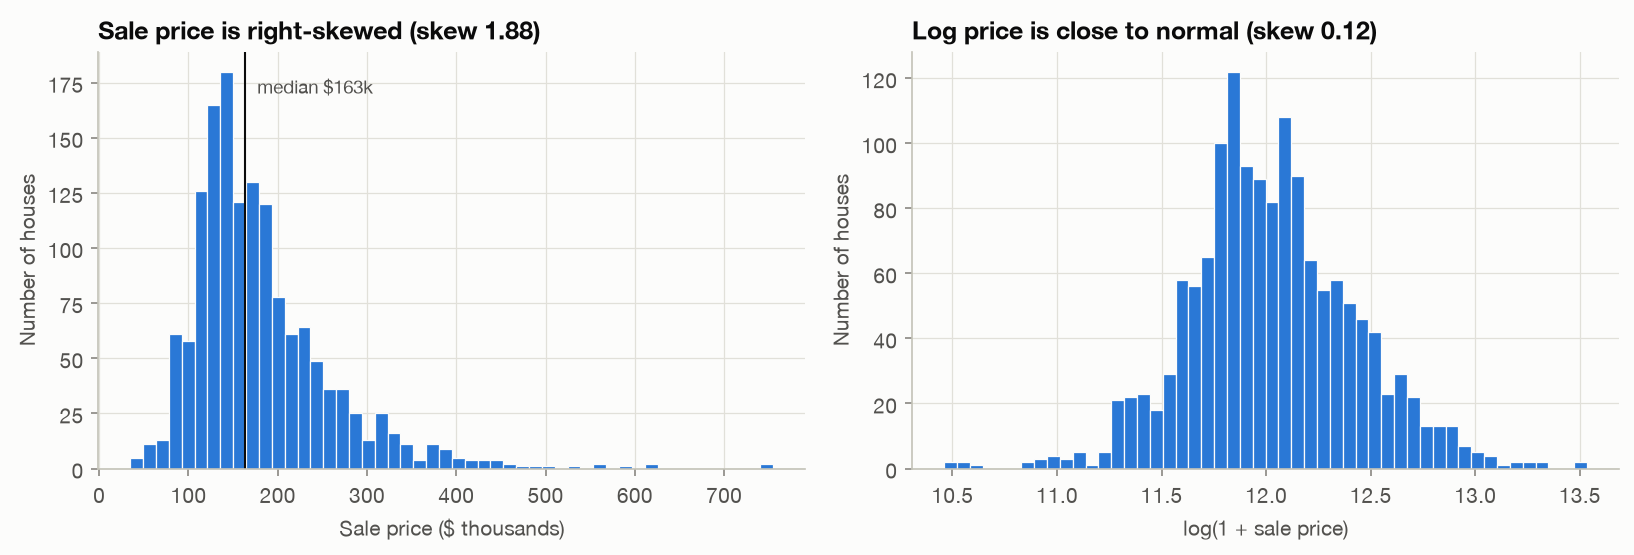 Sale price is right-skewed (skew 1.88)
median $163k
Number of houses
175
150
125
100
75
50
25
0
0 100 200 300 400 500 600 700
Sale price ($ thousands)
Log price is close to normal (skew 0.12)
Number of houses
120
100
80
60
40
20
0
10.5 11.0 11.5 12.0 12.5 13.0 13.5
log(1 + sale price)